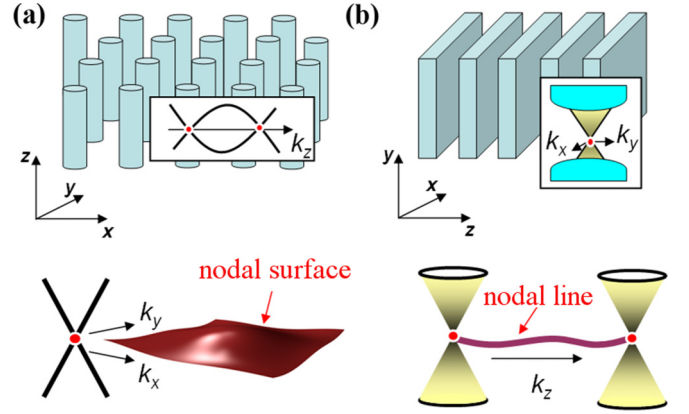 (a)
k_z
z
y
x
(b)
k_x
k_y
y
x
z
nodal surface
k_y
k_x
nodal line
k_z